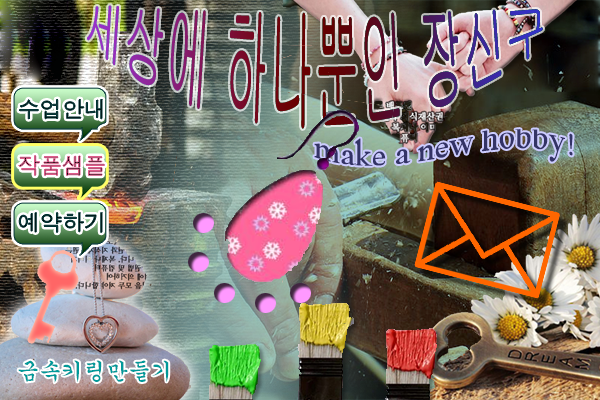 세상에 하나뿐인 장신구
make a new hobby!
수업안내
작품샘플
예약하기
금속키링만들기
DREAM